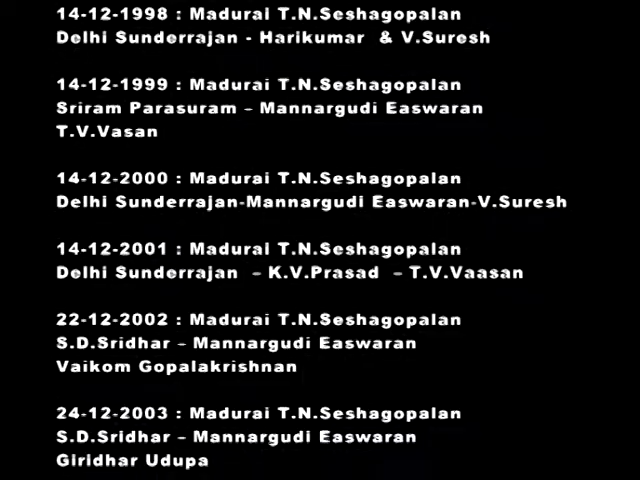 14-12-1998 : Madurai T.N.Seshagopalan
Delhi Sunderrajan - Harikumar & V.Suresh
14-12-1999 : Madurai T.N.Seshagopalan
Sriram Parasuram – Mannargudi Easwaran
T.V.Vasan
14-12-2000 : Madurai T.N.Seshagopalan
Delhi Sunderrajan-Mannargudi Easwaran-V.Suresh
14-12-2001 : Madurai T.N.Seshagopalan
Delhi Sunderrajan – K.V.Prasad – T.V.Vaasan
22-12-2002 : Madurai T.N.Seshagopalan
S.D.Sridhar – Mannargudi Easwaran
Vaikom Gopalakrishnan
24-12-2003 : Madurai T.N.Seshagopalan
S.D.Sridhar – Mannargudi Easwaran
Giridhar Udupa